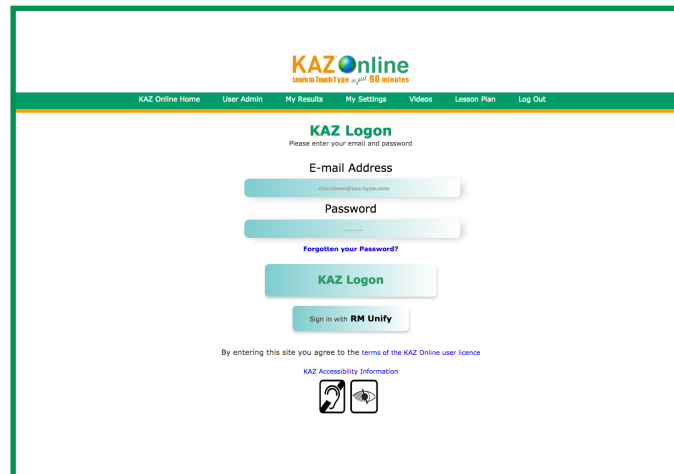 KAZ Online
Learn to Touch Type in just 90 minutes
KAZ Online Home User Admin My Results My Settings Videos Lesson Plan Log Out
KAZ Logon
Please enter your email and password
E-mail Address
Password
Forgotten your Password?
KAZ Logon
Sign in with RM Unify
By entering this site you agree to the terms of the KAZ Online user licence
KAZ Accessibility Information